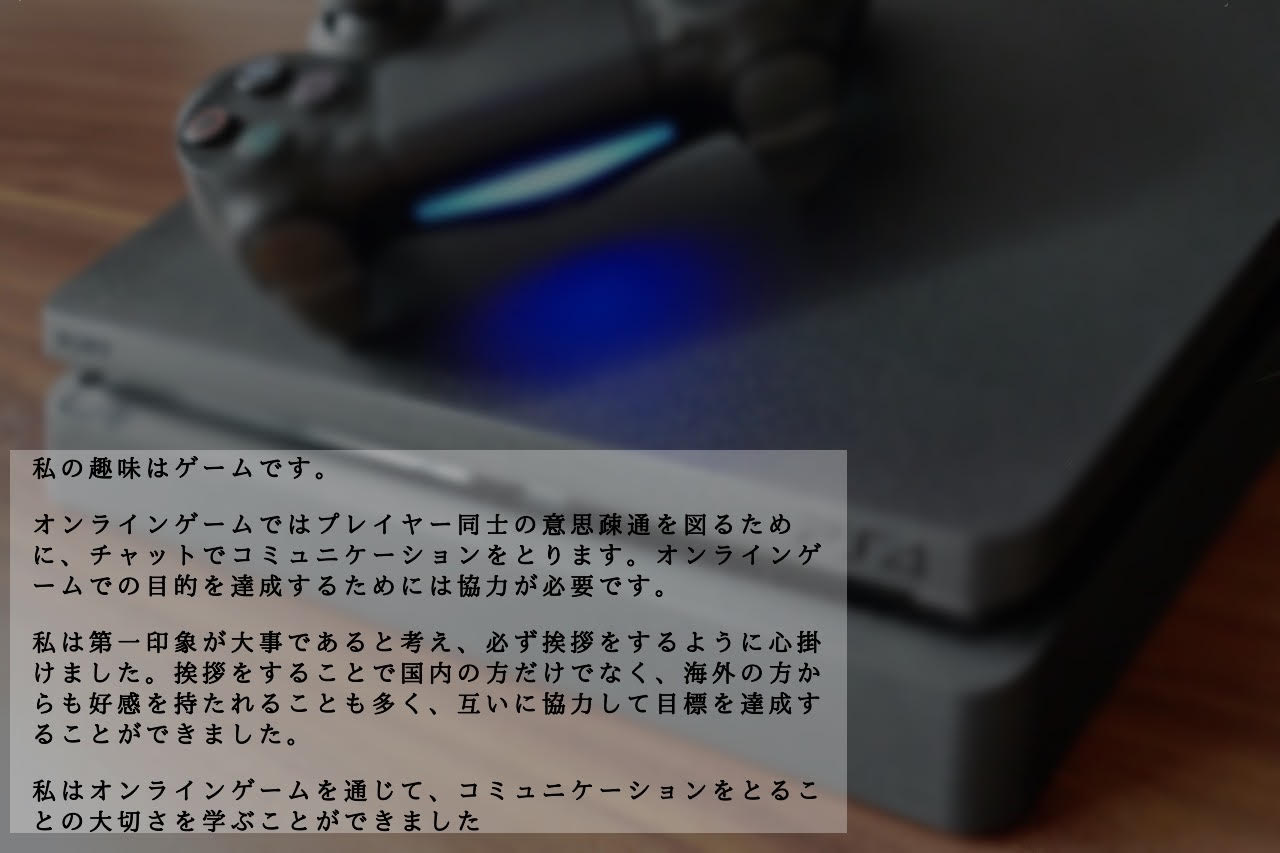 私の趣味はゲームです。
オンラインゲームではプレイヤー同士の意思疎通を図るため
に、チャットでコミュニケーションをとります。オンラインゲ
ームでの目的を達成するためには協力が必要です。
私は第一印象が大事であると考え、必ず挨拶をするように心掛
けました。挨拶をすることで国内の方だけでなく、海外の方か
らも好感を持たれることも多く、互いに協力して目標を達成す
ることができました。
私はオンラインゲームを通じて、コミュニケーションをとるこ
との大切さを学ぶことができました